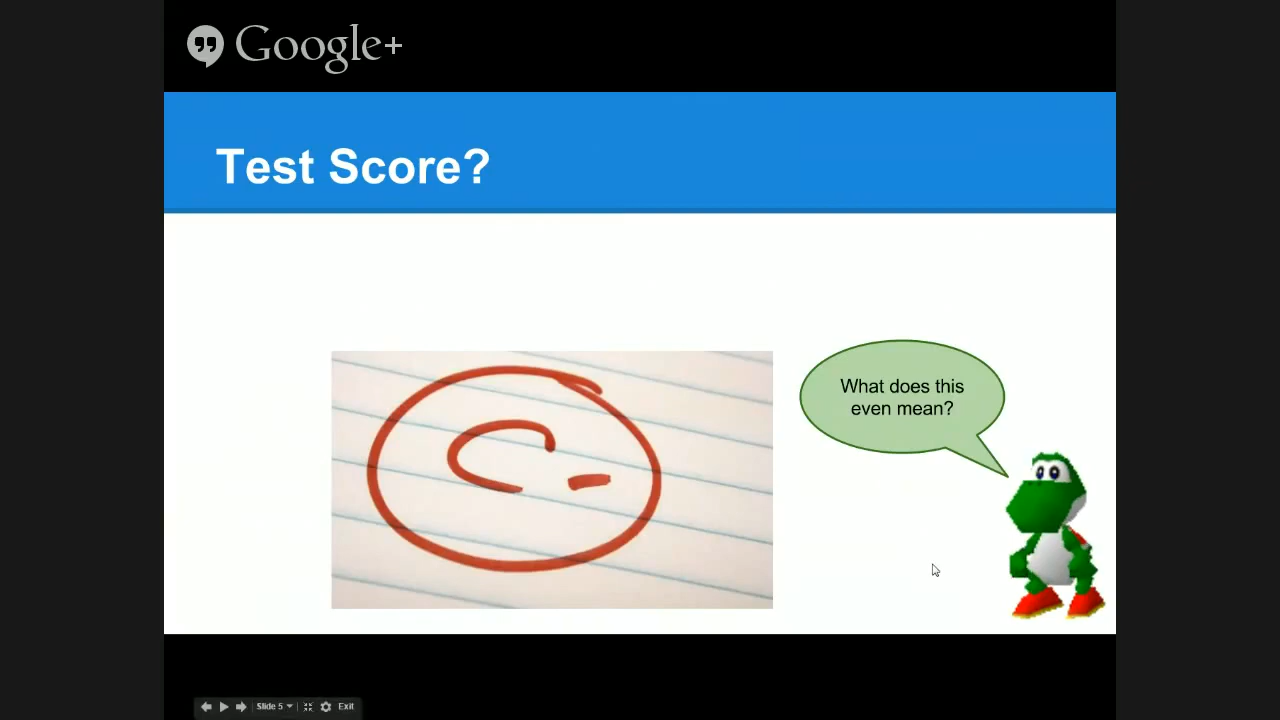 Google+
Test Score?
C-
What does this
even mean?
Slide 5
Exit